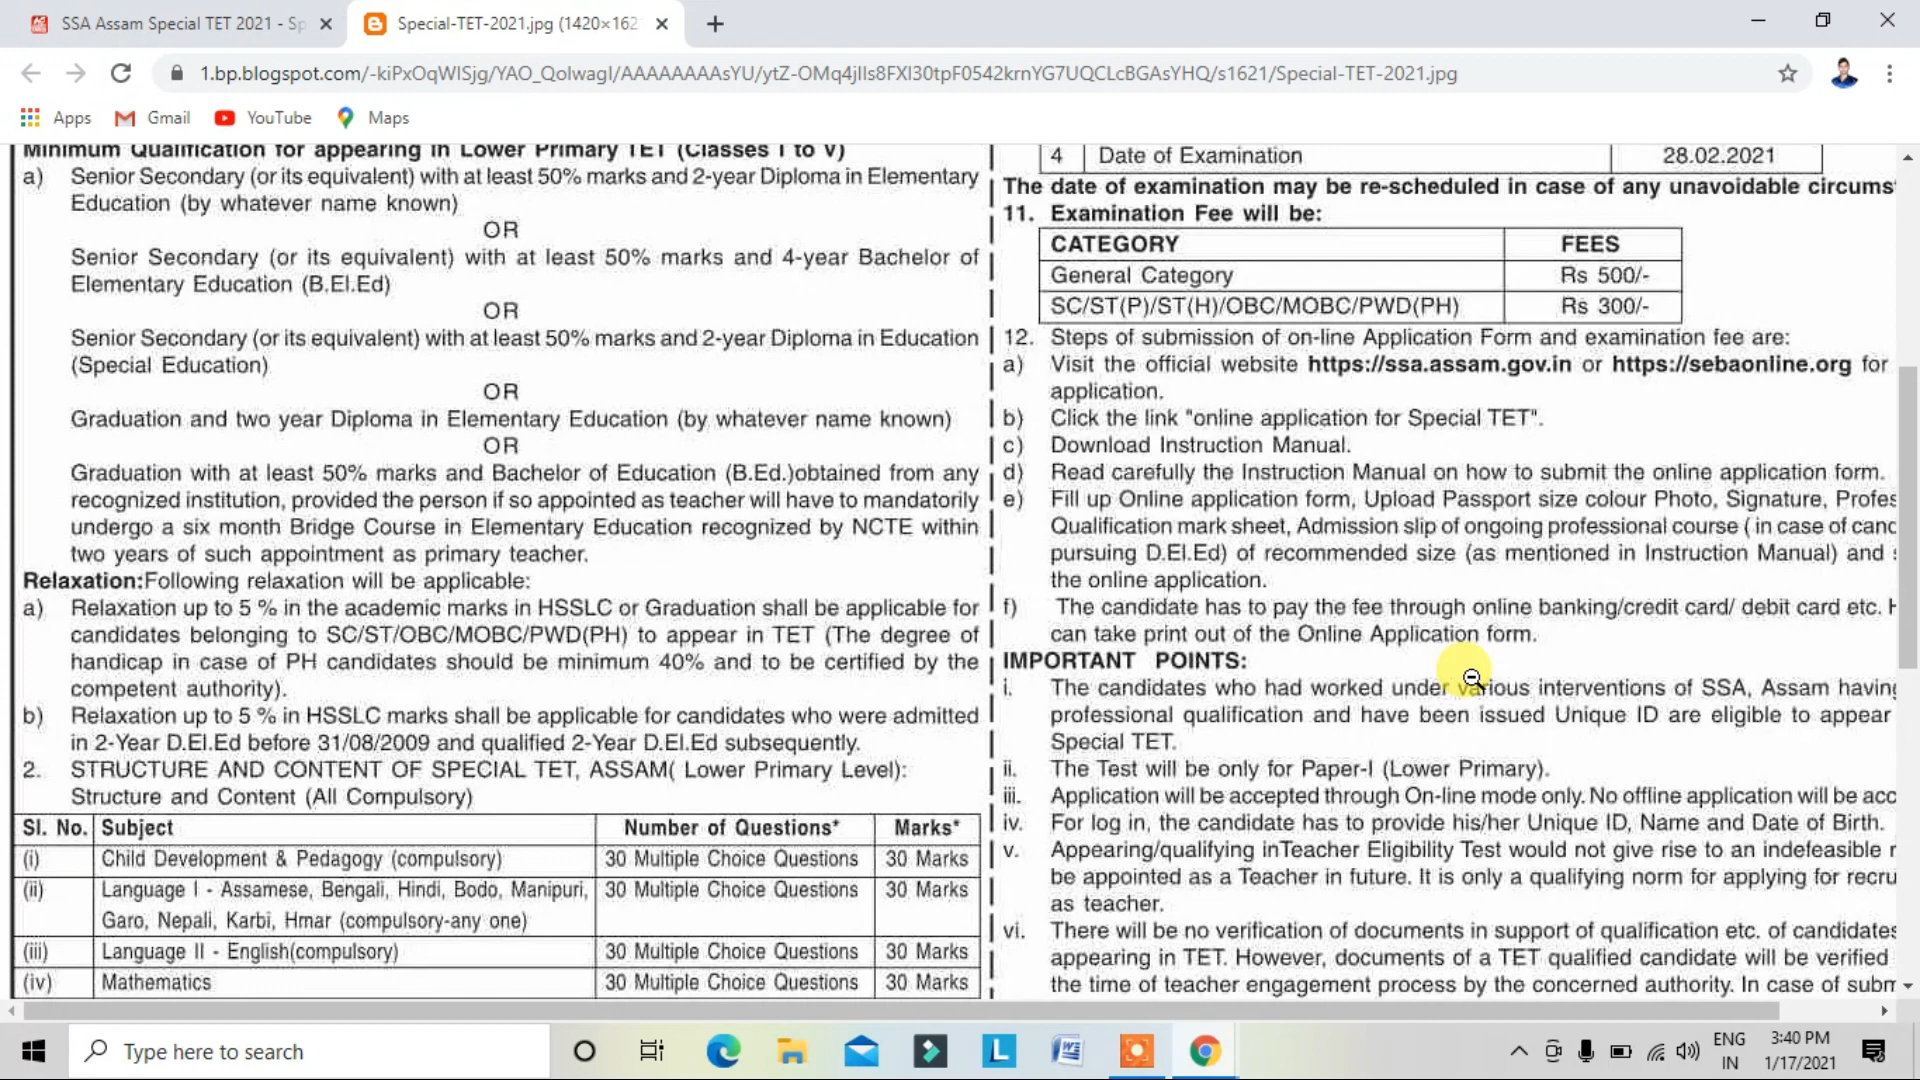 SSA Assam Special TET 2021 - Sp
Special-TET-2021.jpg (1420×162
1.bp.blogspot.com/-kiPxOqWISjg/YAO_QoIwagI/AAAAAAAAsYU/ytZ-OMq4jIIs8FXI30tpF0542krnYG7UQCLcBGAsYHQ/s1621/Special-TET-2021.jpg
Apps Gmail YouTube Maps
Minimum Qualification for appearing in Lower Primary TET (Classes I to V)
a) Senior Secondary (or its equivalent) with at least 50% marks and 2-year Diploma in Elementary
Education (by whatever name known)
OR
Senior Secondary (or its equivalent) with at least 50% marks and 4-year Bachelor of
Elementary Education (B.El.Ed)
OR
Senior Secondary (or its equivalent) with at least 50% marks and 2-year Diploma in Education
(Special Education)
OR
Graduation and two year Diploma in Elementary Education (by whatever name known)
OR
Graduation with at least 50% marks and Bachelor of Education (B.Ed.)obtained from any
recognized institution, provided the person if so appointed as teacher will have to mandatorily
undergo a six month Bridge Course in Elementary Education recognized by NCTE within
two years of such appointment as primary teacher.
Relaxation:Following relaxation will be applicable:
a) Relaxation up to 5 % in the academic marks in HSSLC or Graduation shall be applicable for
candidates belonging to SC/ST/OBC/MOBC/PWD(PH) to appear in TET (The degree of
handicap in case of PH candidates should be minimum 40% and to be certified by the
competent authority).
b) Relaxation up to 5 % in HSSLC marks shall be applicable for candidates who were admitted
in 2-Year D.El.Ed before 31/08/2009 and qualified 2-Year D.El.Ed subsequently.
2. STRUCTURE AND CONTENT OF SPECIAL TET, ASSAM( Lower Primary Level):
Structure and Content (All Compulsory)
Sl. No. Subject Number of Questions* Marks*
(i) Child Development & Pedagogy (compulsory) 30 Multiple Choice Questions 30 Marks
(ii) Language I - Assamese, Bengali, Hindi, Bodo, Manipuri, 30 Multiple Choice Questions 30 Marks
Garo, Nepali, Karbi, Hmar (compulsory-any one)
(iii) Language II - English(compulsory) 30 Multiple Choice Questions 30 Marks
(iv) Mathematics 30 Multiple Choice Questions 30 Marks
4 Date of Examination 28.02.2021
The date of examination may be re-scheduled in case of any unavoidable circums
11. Examination Fee will be:
CATEGORY FEES
General Category Rs 500/-
SC/ST(P)/ST(H)/OBC/MOBC/PWD(PH) Rs 300/-
12. Steps of submission of on-line Application Form and examination fee are:
a) Visit the official website https://ssa.assam.gov.in or https://sebaonline.org for
application.
b) Click the link "online application for Special TET".
c) Download Instruction Manual.
d) Read carefully the Instruction Manual on how to submit the online application form.
e) Fill up Online application form, Upload Passport size colour Photo, Signature, Profes
Qualification mark sheet, Admission slip of ongoing professional course ( in case of canc
pursuing D.El.Ed) of recommended size (as mentioned in Instruction Manual) and
the online application.
f) The candidate has to pay the fee through online banking/credit card/ debit card etc. H
can take print out of the Online Application form.
IMPORTANT POINTS:
i. The candidates who had worked under various interventions of SSA, Assam having
professional qualification and have been issued Unique ID are eligible to appear
Special TET.
ii. The Test will be only for Paper-I (Lower Primary).
iii. Application will be accepted through On-line mode only. No offline application will be acc
iv. For log in, the candidate has to provide his/her Unique ID, Name and Date of Birth.
v. Appearing/qualifying inTeacher Eligibility Test would not give rise to an indefeasible r
be appointed as a Teacher in future. It is only a qualifying norm for applying for recru
as teacher.
vi. There will be no verification of documents in support of qualification etc. of candidates
appearing in TET. However, documents of a TET qualified candidate will be verified
the time of teacher engagement process by the concerned authority. In case of subm
Type here to search
ENG
IN
3:40 PM
1/17/2021